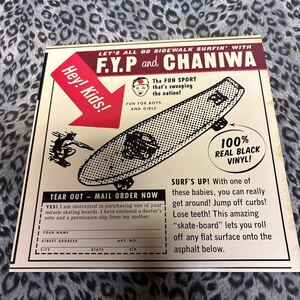 LET'S ALL GO SIDEWALK SURFIN' WITH
F.Y.P and CHANIWA
Hey! Kids!
The FUN SPORT
that's sweeping
the nation!
FUN FOR BOYS
AND GIRLS
100%
REAL BLACK
VINYL!
TEAR OUT – MAIL ORDER NOW
YES! I am interested in purchasing one of your
miracle skating boards. I have enclosed a doctor's
note and a permission slip from my mother
YOUR NAME
STREET ADDRESS APT. NO.
CITY STATE ZIP
SURF'S UP! With one of
these babies, you can really
get around! Jump off curbs!
Lose teeth! This amazing
"skate-board" lets you roll
off any flat surface onto the
asphalt below.